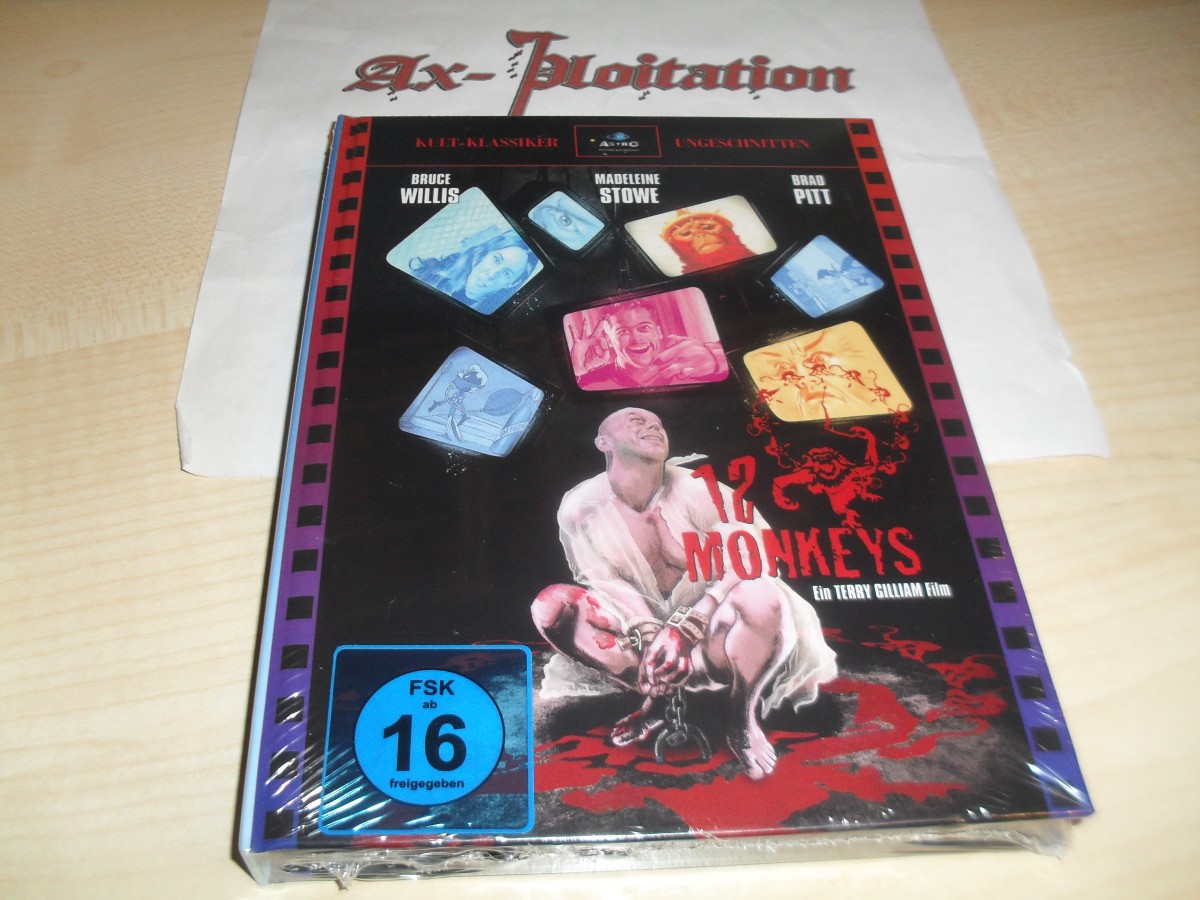 Ax-Ploitation
KULT-KLASSIKER ASTRO UNGESCHNITTEN
BRUCE WILLIS
MADELEINE STOWE
BRAD PITT
12
MONKEYS
Ein TERRY GILLIAM Film
FSK
ab
16
freigegeben